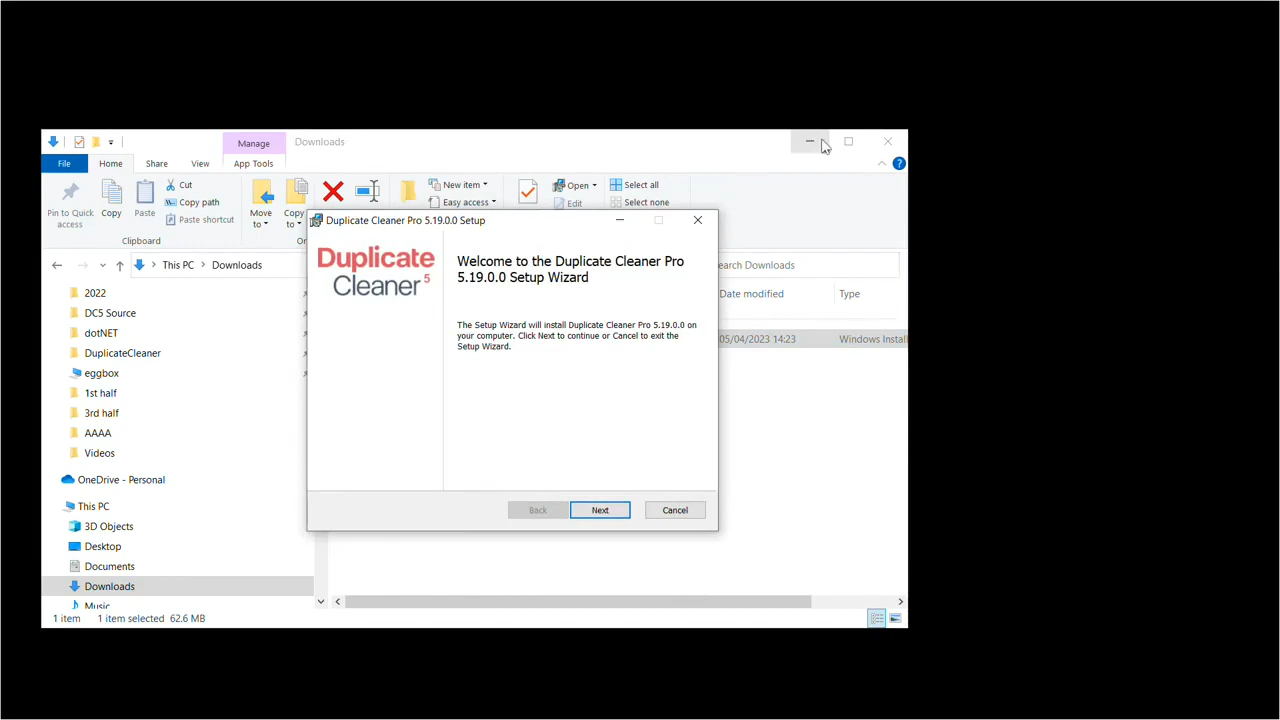 Manage
Downloads
File
Home
Share
View
App Tools
Pin to Quick
access
Copy
Paste
Cut
Copy path
Paste shortcut
Clipboard
Move
to
Copy
to
New item
Easy access
Open
Edit
Select all
Select none
?
This PC
Downloads
earch Downloads
2022
DC5 Source
dotNET
DuplicateCleaner
eggbox
1st half
3rd half
AAAA
Videos
OneDrive - Personal
This PC
3D Objects
Desktop
Documents
Downloads
Music
Date modified
Type
05/04/2023 14:23
Windows Install
1 item
1 item selected 62.6 MB
Duplicate Cleaner Pro 5.19.0.0 Setup
Duplicate
Cleaner 5
Welcome to the Duplicate Cleaner Pro
5.19.0.0 Setup Wizard
The Setup Wizard will install Duplicate Cleaner Pro 5.19.0.0 on
your computer. Click Next to continue or Cancel to exit the
Setup Wizard.
Back
Next
Cancel